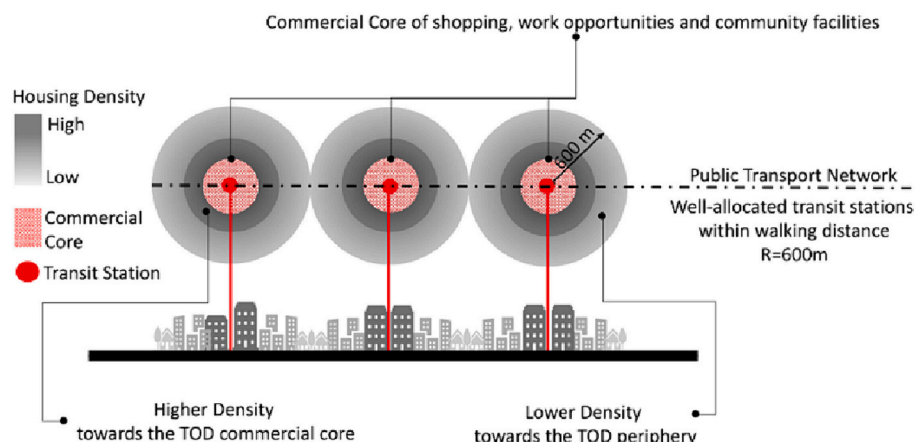 Commercial Core of shopping, work opportunities and community facilities
Housing Density
High
Low
Commercial
Core
Transit Station
600 m
Public Transport Network
Well-allocated transit stations
within walking distance
R=600m
Higher Density
towards the TOD commercial core
Lower Density
towards the TOD periphery